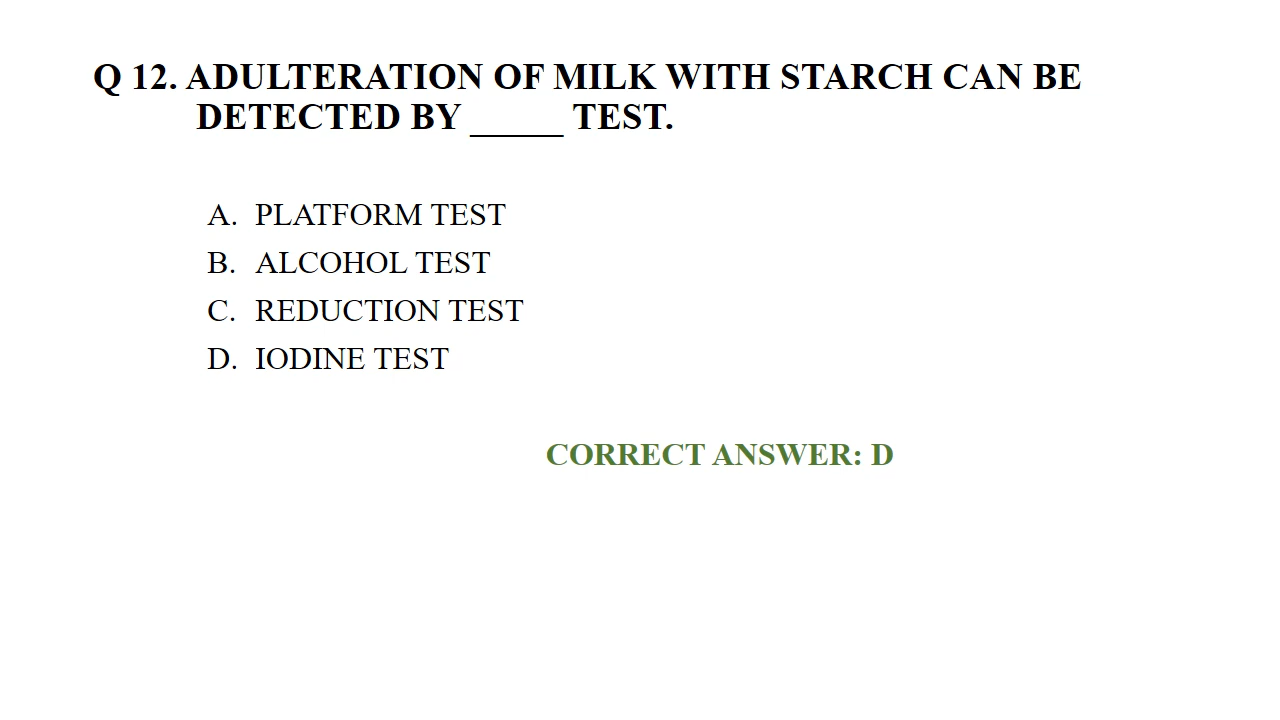 Q 12. ADULTERATION OF MILK WITH STARCH CAN BE
DETECTED BY _____ TEST.
A. PLATFORM TEST
B. ALCOHOL TEST
C. REDUCTION TEST
D. IODINE TEST
CORRECT ANSWER: D